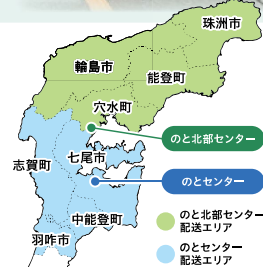 珠洲市
輪島市
能登町
穴水町
のと北部センター
志賀町
七尾市
のとセンター
中能登町
羽咋市
のと北部センター
配送エリア
のとセンター
配送エリア